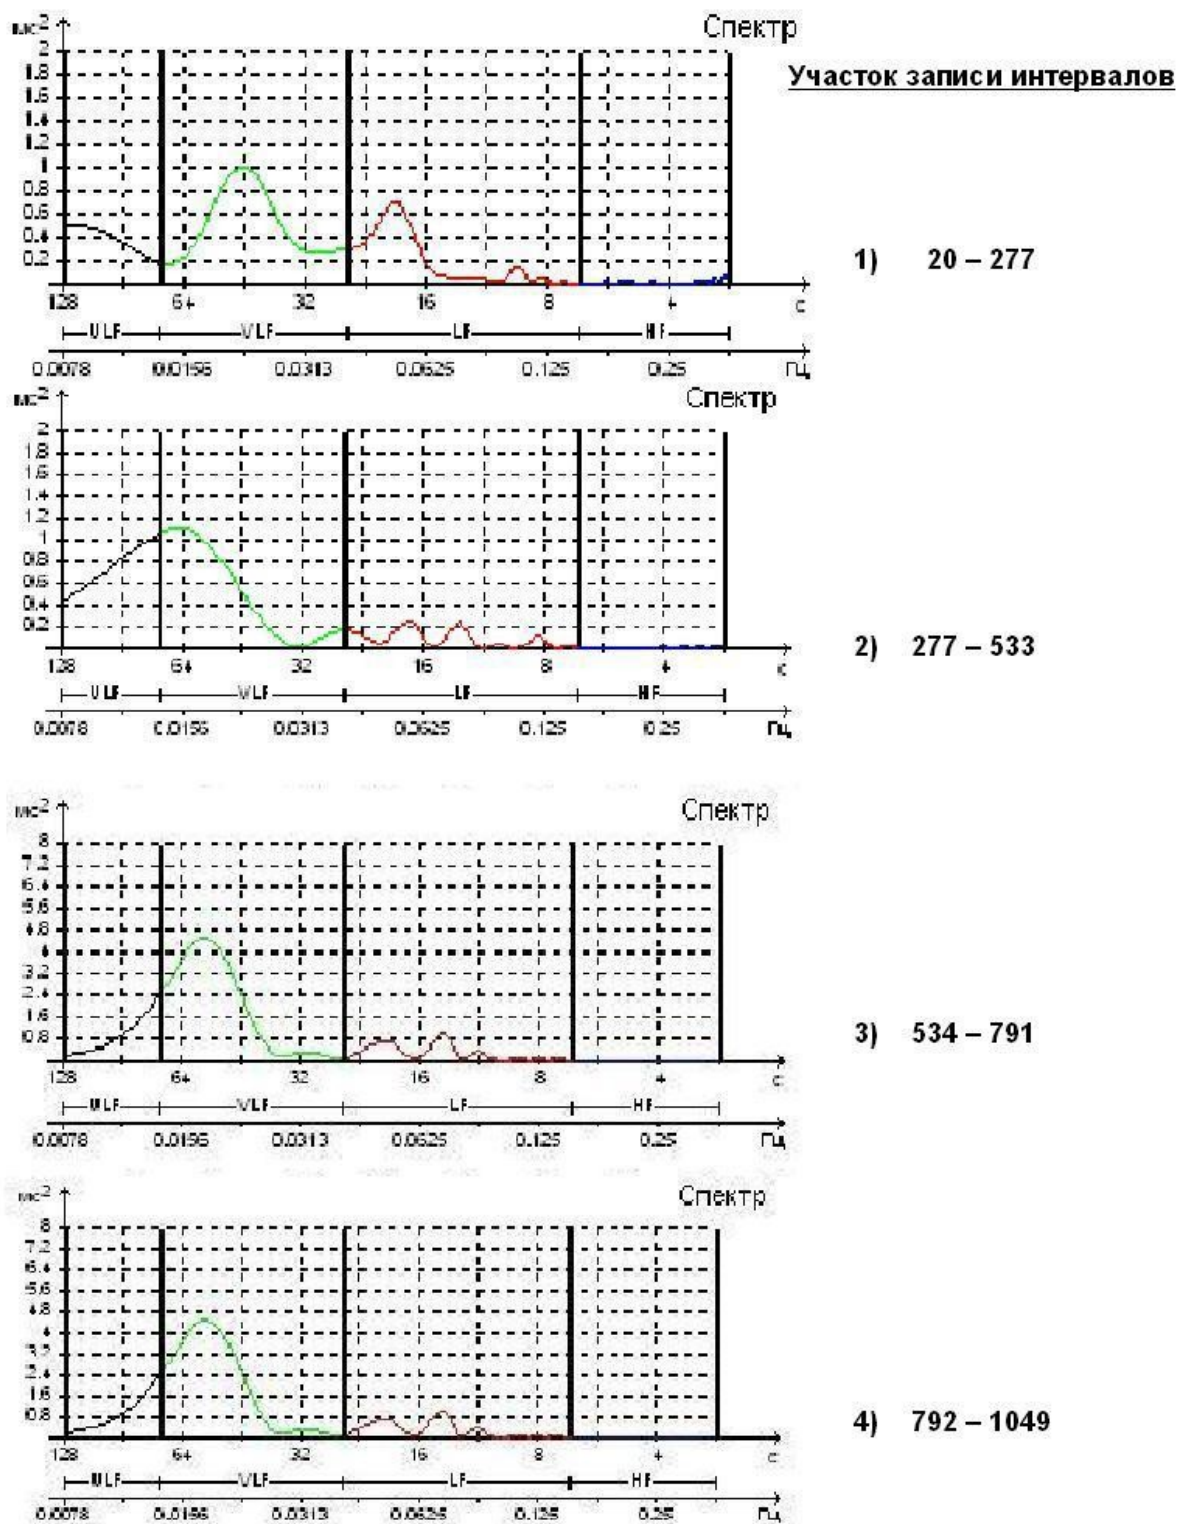 мс2
Спектр
2
1.8
1.6
1.4
1.2
1
0.8
0.6
0.4
0.2
128 64 32 16 8 4 с
ULF VLF LF HF
0.0078 0.0156 0.0313 0.0625 0.125 0.25 Гц
Участок записи интервалов
1) 20 – 277
мс2
Спектр
2
1.8
1.6
1.4
1.2
1
0.8
0.6
0.4
0.2
128 64 32 16 8 4 с
ULF VLF LF HF
0.0078 0.0156 0.0313 0.0625 0.125 0.25 Гц
2) 277 – 533
мс2
Спектр
8
7.2
6.4
5.6
4.8
4
3.2
2.4
1.6
0.8
128 64 32 16 8 4 с
ULF VLF LF HF
0.0078 0.0156 0.0313 0.0625 0.125 0.25 Гц
3) 534 – 791
мс2
Спектр
8
7.2
6.4
5.6
4.8
4
3.2
2.4
1.6
0.8
128 64 32 16 8 4 с
ULF VLF LF HF
0.0078 0.0156 0.0313 0.0625 0.125 0.25 Гц
4) 792 – 1049